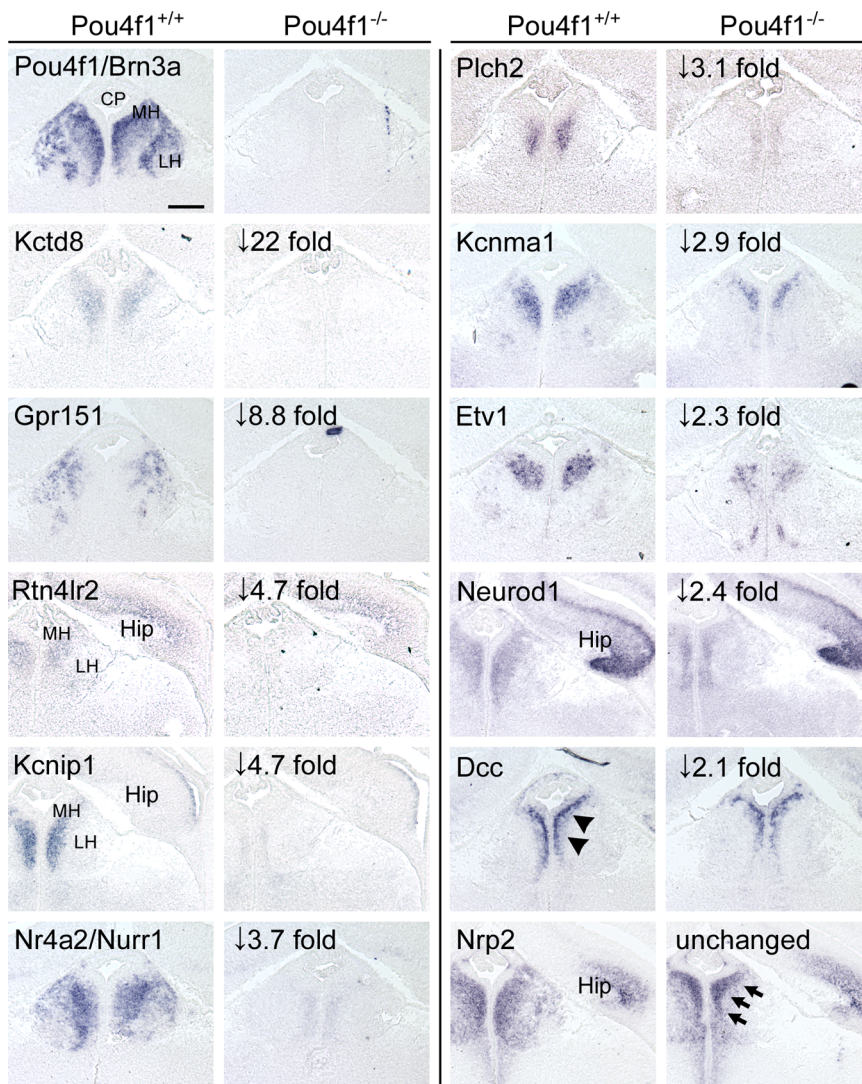 Pou4f1+/+ Pou4f1-/- Pou4f1+/+ Pou4f1-/-
Pou4f1/Brn3a
CP
MH
LH
Kctd8 ↓22 fold
Gpr151 ↓8.8 fold
Rtn4lr2 ↓4.7 fold
Hip
MH
LH
Kcnip1 ↓4.7 fold
Hip
MH
LH
Nr4a2/Nurr1 ↓3.7 fold
Plch2 ↓3.1 fold
Kcnma1 ↓2.9 fold
Etv1 ↓2.3 fold
Neurod1 ↓2.4 fold
Hip
Dcc ↓2.1 fold
Nrp2 unchanged
Hip